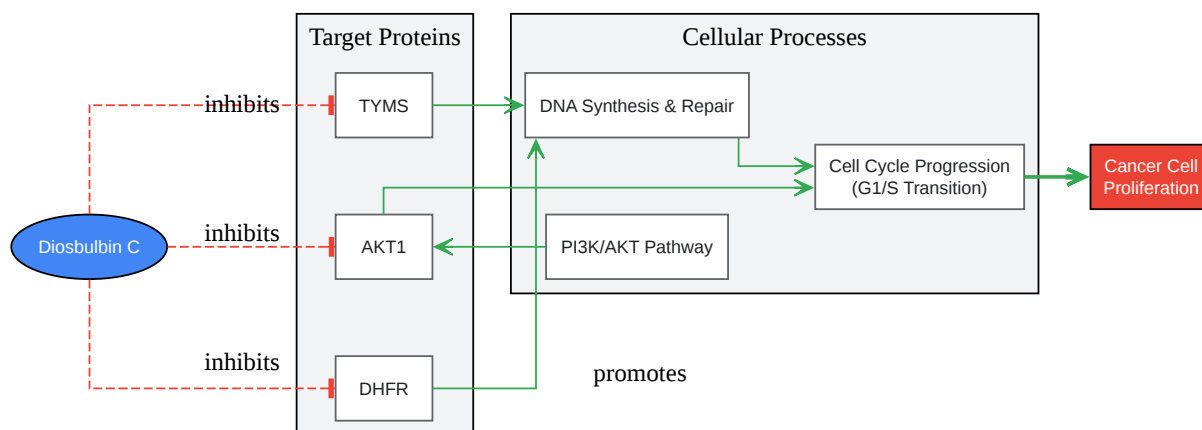 Target Proteins
Cellular Processes
inhibits
TYMS
DNA Synthesis & Repair
Cell Cycle Progression
(G1/S Transition)
Cancer Cell
Proliferation
Diosbulbin C
inhibits
AKT1
PI3K/AKT Pathway
inhibits
DHFR
promotes